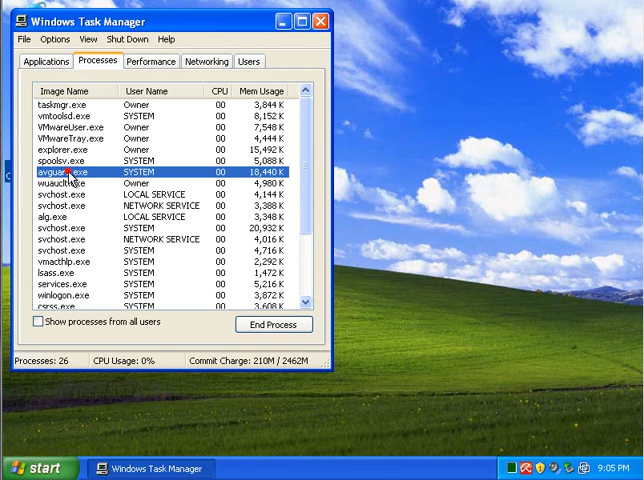 Windows Task Manager
File Options View Shut Down Help
Applications Processes Performance Networking Users
Image Name User Name CPU Mem Usage
taskmgr.exe Owner 00 3,844 K
vmtoolsd.exe SYSTEM 00 8,152 K
VMwareUser.exe Owner 00 7,548 K
VMwareTray.exe Owner 00 4,444 K
explorer.exe Owner 00 15,492 K
spoolsv.exe SYSTEM 00 5,088 K
SYSTEM 00 18,440 K
Owner 00 4,980 K
svchost.exe LOCAL SERVICE 00 4,144 K
svchost.exe NETWORK SERVICE 00 3,388 K
alg.exe LOCAL SERVICE 00 3,348 K
svchost.exe SYSTEM 00 20,932 K
svchost.exe NETWORK SERVICE 00 4,016 K
svchost.exe SYSTEM 00 4,716 K
vmacthlp.exe SYSTEM 00 2,292 K
lsass.exe SYSTEM 00 1,472 K
services.exe SYSTEM 00 5,216 K
winlogon.exe SYSTEM 00 3,872 K
csrss.exe SYSTEM 00 3,608 K
Show processes from all users
End Process
Processes: 26 CPU Usage: 0% Commit Charge: 210M / 2462M
start Windows Task Manager 9:05 PM